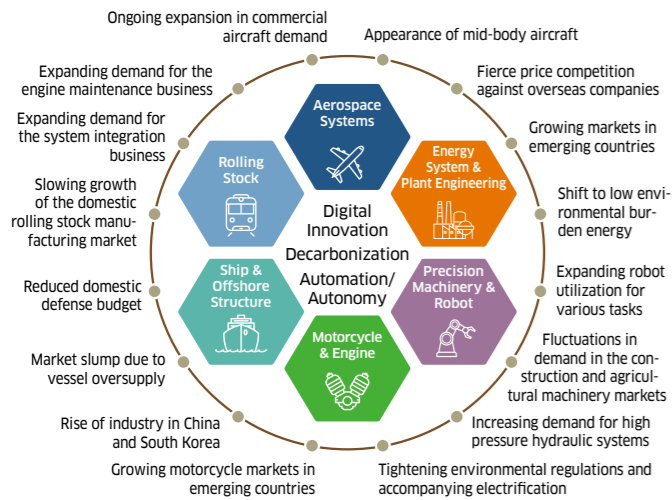 Ongoing expansion in commercial
aircraft demand
Appearance of mid-body aircraft
Expanding demand for the
engine maintenance business
Fierce price competition
against overseas companies
Expanding demand for
the system integration
business
Growing markets in
emerging countries
Slowing growth
of the domestic
rolling stock manu-
facturing market
Shift to low envi-
ronmental bur-
den energy
Reduced domestic
defense budget
Expanding robot
utilization for
various tasks
Market slump due to
vessel oversupply
Fluctuations in
demand in the con-
struction and agricul-
tural machinery markets
Rise of industry in China
and South Korea
Increasing demand for high
pressure hydraulic systems
Growing motorcycle markets in
emerging countries
Tightening environmental regulations and
accompanying electrification
Aerospace
Systems
Rolling
Stock
Energy
System &
Plant Engineering
Digital
Innovation
Decarbonization
Automation/
Autonomy
Ship &
Offshore
Structure
Precision
Machinery &
Robot
Motorcycle
& Engine